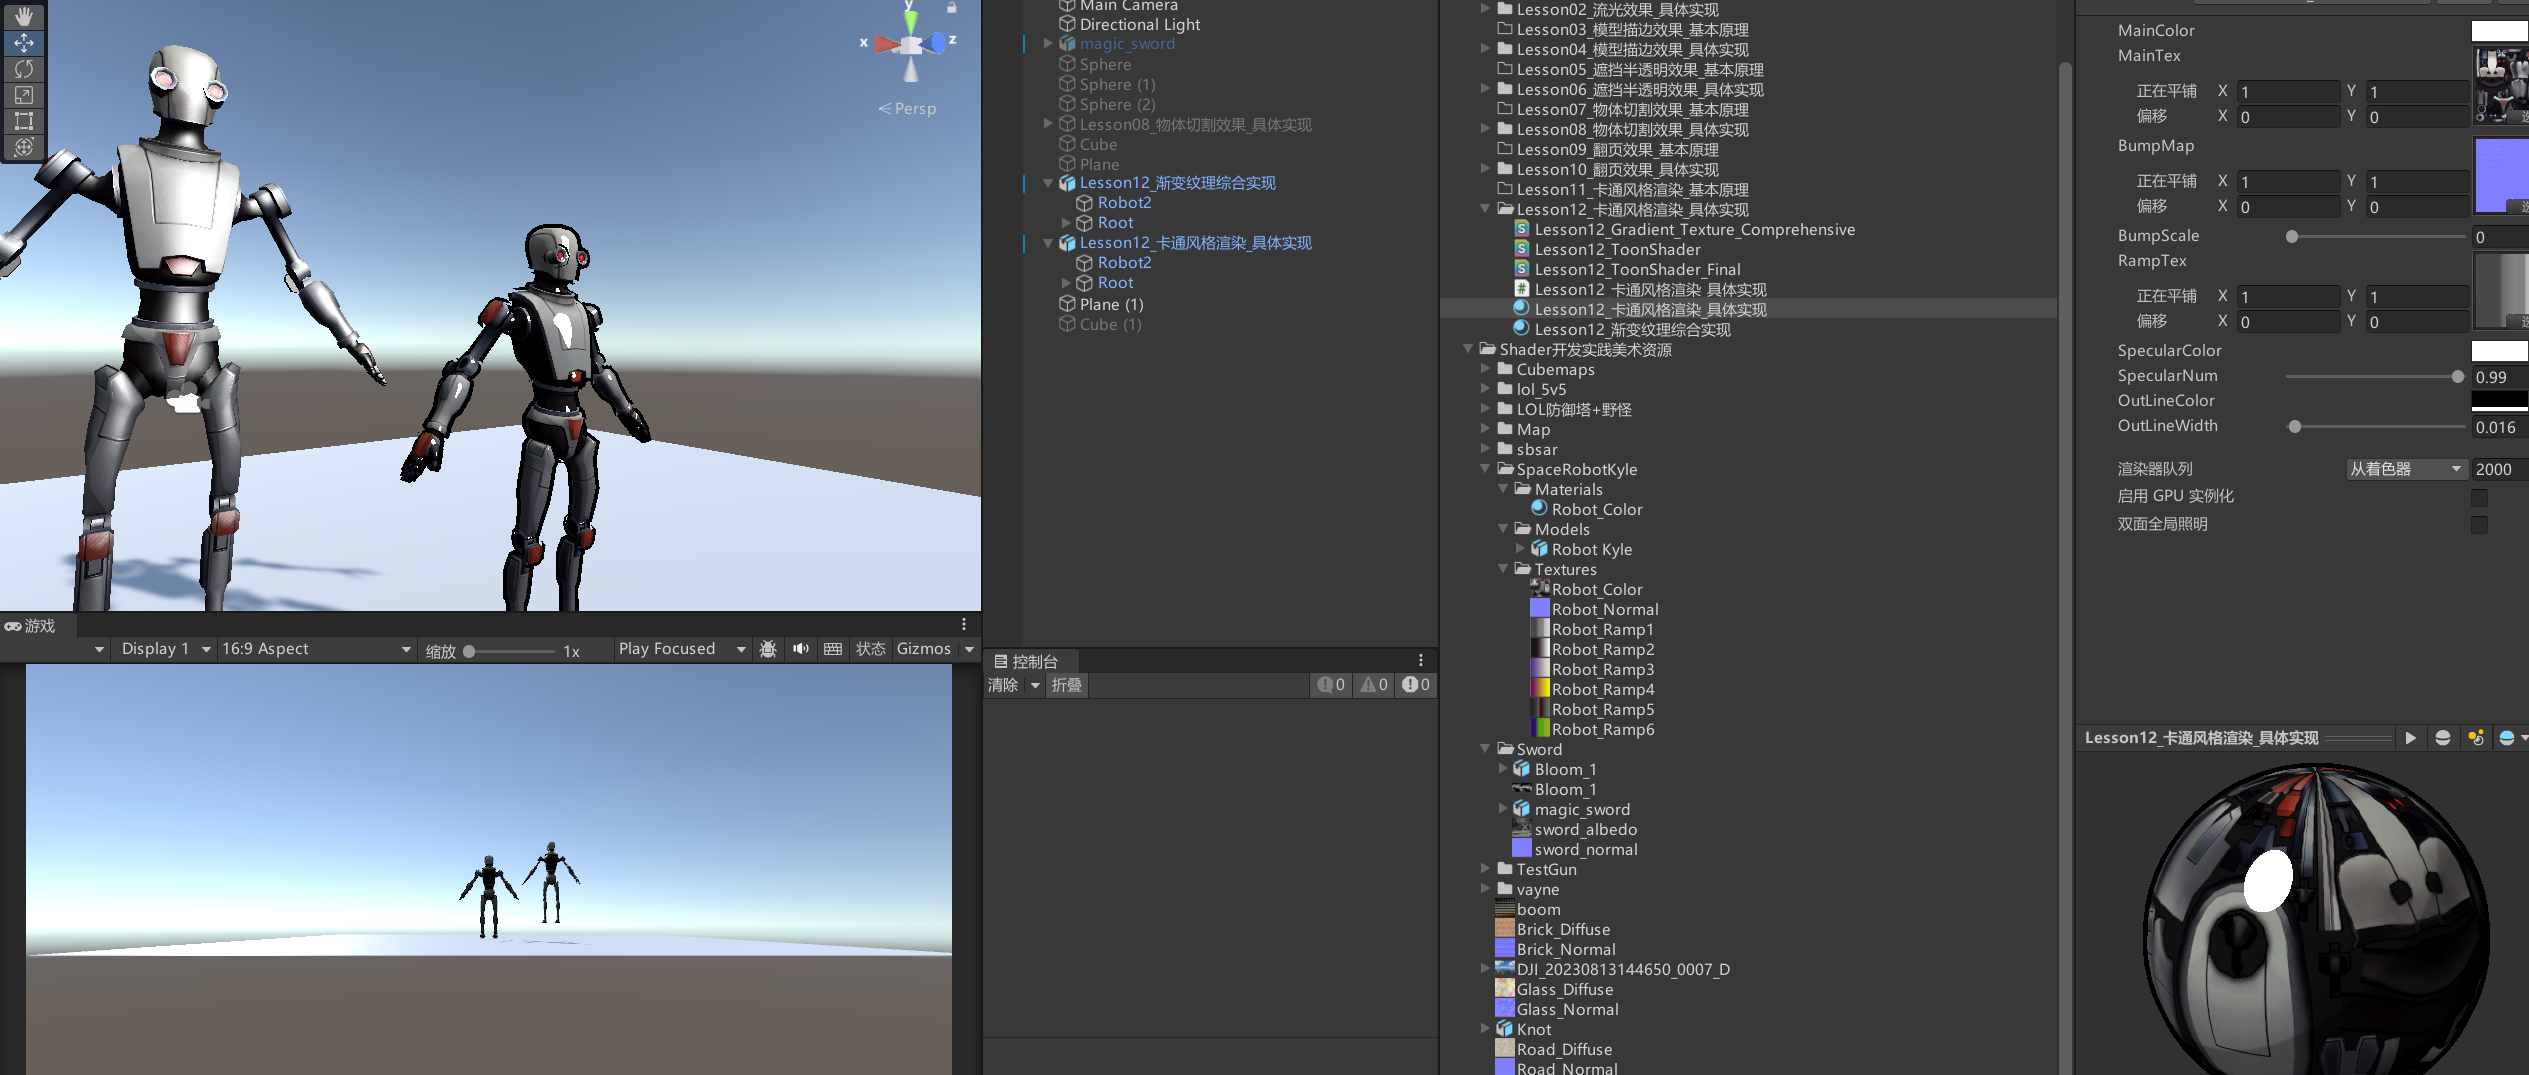 y
x
z
Persp
游戏
Display 1
16:9 Aspect
缩放
1x
Play Focused
状态
Gizmos
Main Camera
Directional Light
magic_sword
Sphere
Sphere (1)
Sphere (2)
Lesson08_物体切割效果_具体实现
Cube
Plane
Lesson12_渐变纹理综合实现
Robot2
Root
Lesson12_卡通风格渲染_具体实现
Robot2
Root
Plane (1)
Cube (1)
控制台
清除
折叠
0
0
0
Lesson02_流光效果_具体实现
Lesson03_模型描边效果_基本原理
Lesson04_模型描边效果_具体实现
Lesson05_遮挡半透明效果_基本原理
Lesson06_遮挡半透明效果_具体实现
Lesson07_物体切割效果_基本原理
Lesson08_物体切割效果_具体实现
Lesson09_翻页效果_基本原理
Lesson10_翻页效果_具体实现
Lesson11_卡通风格渲染_基本原理
Lesson12_卡通风格渲染_具体实现
Lesson12_Gradient_Texture_Comprehensive
Lesson12_ToonShader
Lesson12_ToonShader_Final
Lesson12_卡通风格渲染_具体实现
Lesson12_卡通风格渲染_具体实现
Lesson12_渐变纹理综合实现
Shader开发实践美术资源
Cubemaps
lol_5v5
LOL防御塔+野怪
Map
sbsar
SpaceRobotKyle
Materials
Robot_Color
Models
Robot Kyle
Textures
Robot_Color
Robot_Normal
Robot_Ramp1
Robot_Ramp2
Robot_Ramp3
Robot_Ramp4
Robot_Ramp5
Robot_Ramp6
Sword
Bloom_1
Bloom_1
magic_sword
sword_albedo
sword_normal
TestGun
vayne
boom
Brick_Diffuse
Brick_Normal
DJI_20230813144650_0007_D
Glass_Diffuse
Glass_Normal
Knot
Road_Diffuse
Road_Normal
MainColor
MainTex
正在平铺 X 1 Y 1
偏移 X 0 Y 0
BumpMap
正在平铺 X 1 Y 1
偏移 X 0 Y 0
BumpScale 0
RampTex
正在平铺 X 1 Y 1
偏移 X 0 Y 0
SpecularColor
SpecularNum 0.99
OutLineColor
OutLineWidth 0.016
渲染器队列 从着色器 2000
启用 GPU 实例化
双面全局照明
Lesson12_卡通风格渲染_具体实现